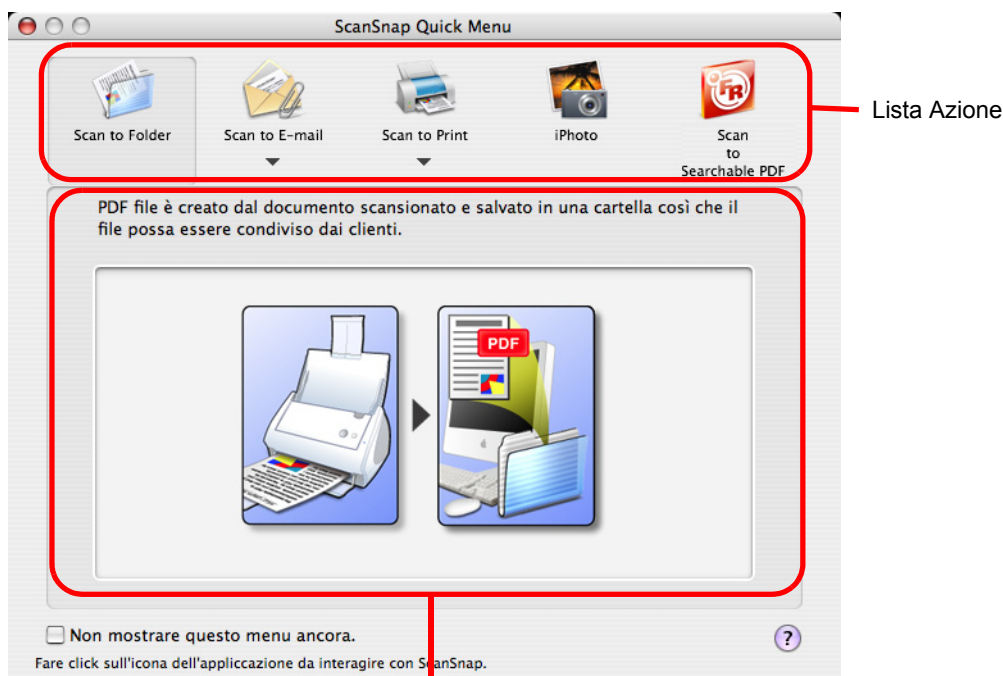 ScanSnap Quick Menu
Scan to Folder
Scan to E-mail
Scan to Print
iPhoto
Scan
to
Searchable PDF
Lista Azione
PDF file è creato dal documento scansionato e salvato in una cartella così che il
file possa essere condiviso dai clienti.
PDF
Non mostrare questo menu ancora.
?
Fare click sull'icona dell'appliccazione da interagire con ScanSnap.